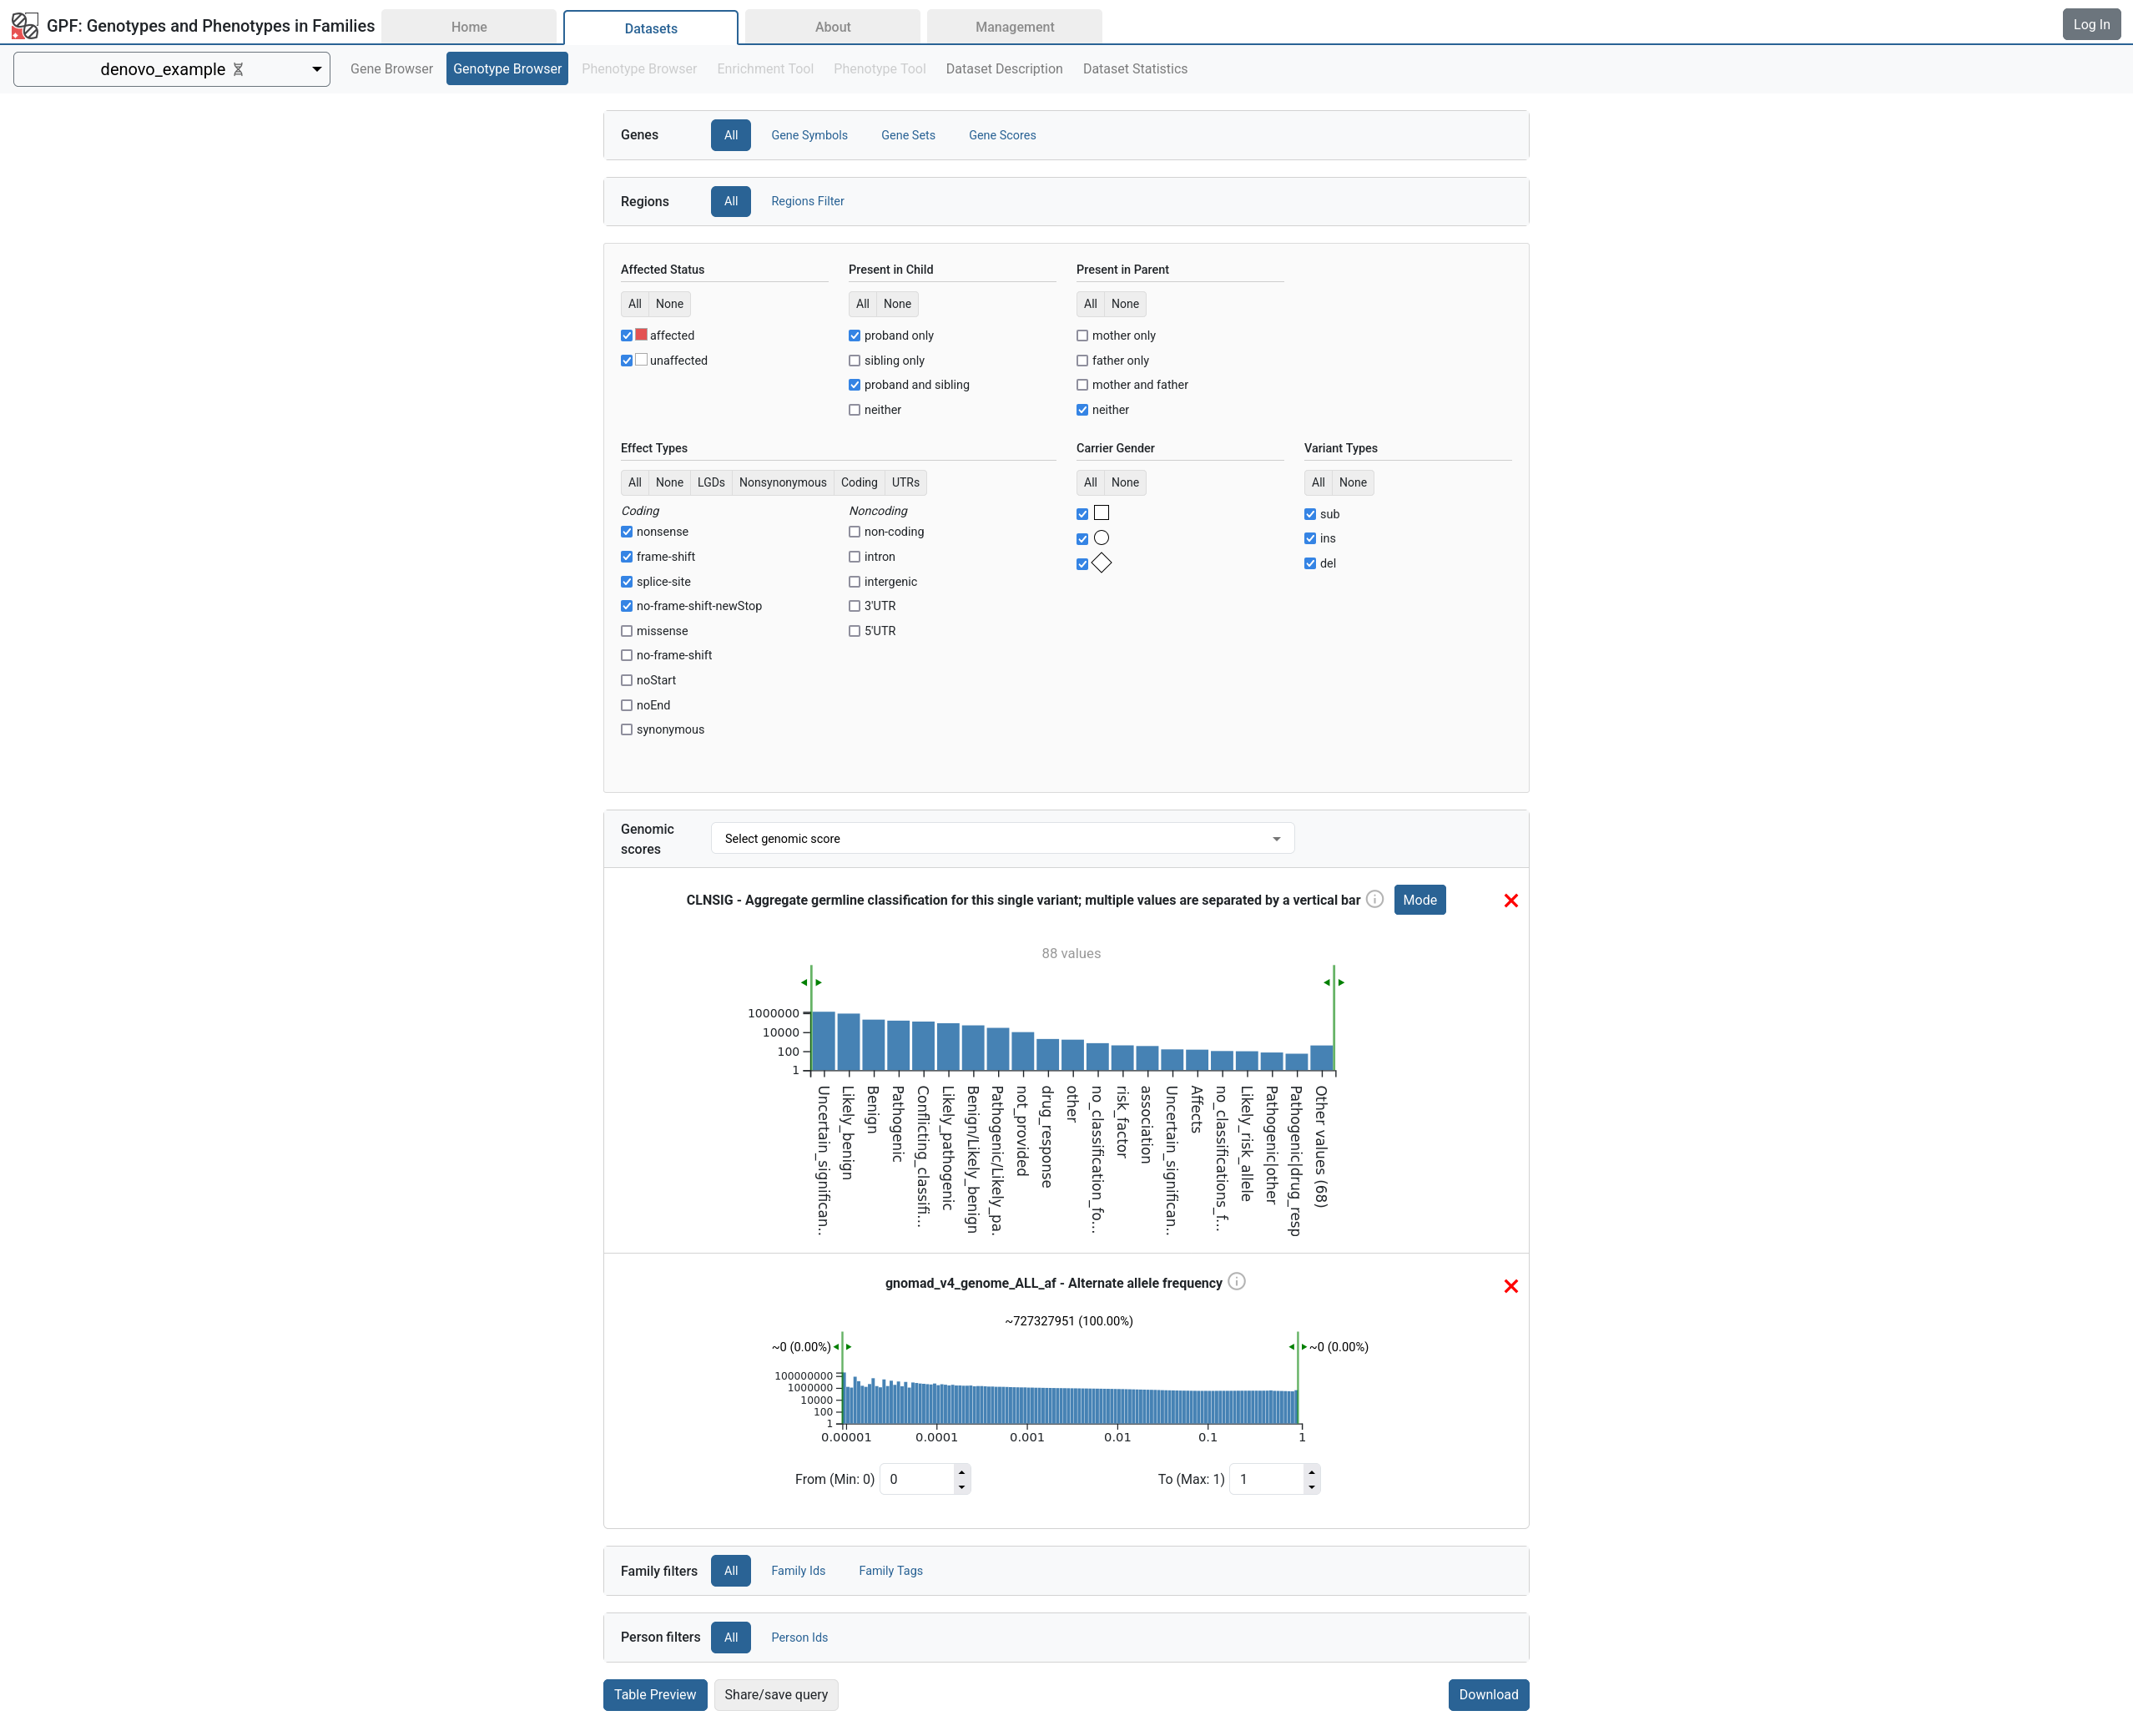 GPF: Genotypes and Phenotypes in Families
Home
Datasets
About
Management
Log In
denovo_example
Gene Browser
Genotype Browser
Phenotype Browser
Enrichment Tool
Phenotype Tool
Dataset Description
Dataset Statistics
Genes
All
Gene Symbols
Gene Sets
Gene Scores
Regions
All
Regions Filter
Affected Status
All
None
affected
unaffected
Present in Child
All
None
proband only
sibling only
proband and sibling
neither
Present in Parent
All
None
mother only
father only
mother and father
neither
Effect Types
All
None
LGDs
Nonsynonymous
Coding
UTRs
Coding
nonsense
frame-shift
splice-site
no-frame-shift-newStop
missense
no-frame-shift
noStart
noEnd
synonymous
Noncoding
non-coding
intron
intergenic
3'UTR
5'UTR
Carrier Gender
All
None
Variant Types
All
None
sub
ins
del
Genomic
scores
Select genomic score
CLNSIG - Aggregate germline classification for this single variant; multiple values are separated by a vertical bar
Mode
88 values
1000000
10000
100
1
Uncertain_significan...
Likely_benign
Benign
Pathogenic
Conflicting_classifi...
Likely_pathogenic
Benign/Likely_benign
Pathogenic/Likely_pa.
not_provided
drug_response
other
no_classification_fo...
risk_factor
association
Uncertain_significan...
Affects
no_classifications_f...
Likely_risk_allele
Pathogenic|other
Pathogenic|drug_resp
Other values (68)
gnomad_v4_genome_ALL_af - Alternate allele frequency
~727327951 (100.00%)
~0 (0.00%)
~0 (0.00%)
100000000
1000000
10000
100
1
0.00001
0.0001
0.001
0.01
0.1
1
From (Min: 0)
0
To (Max: 1)
1
Family filters
All
Family Ids
Family Tags
Person filters
All
Person Ids
Table Preview
Share/save query
Download